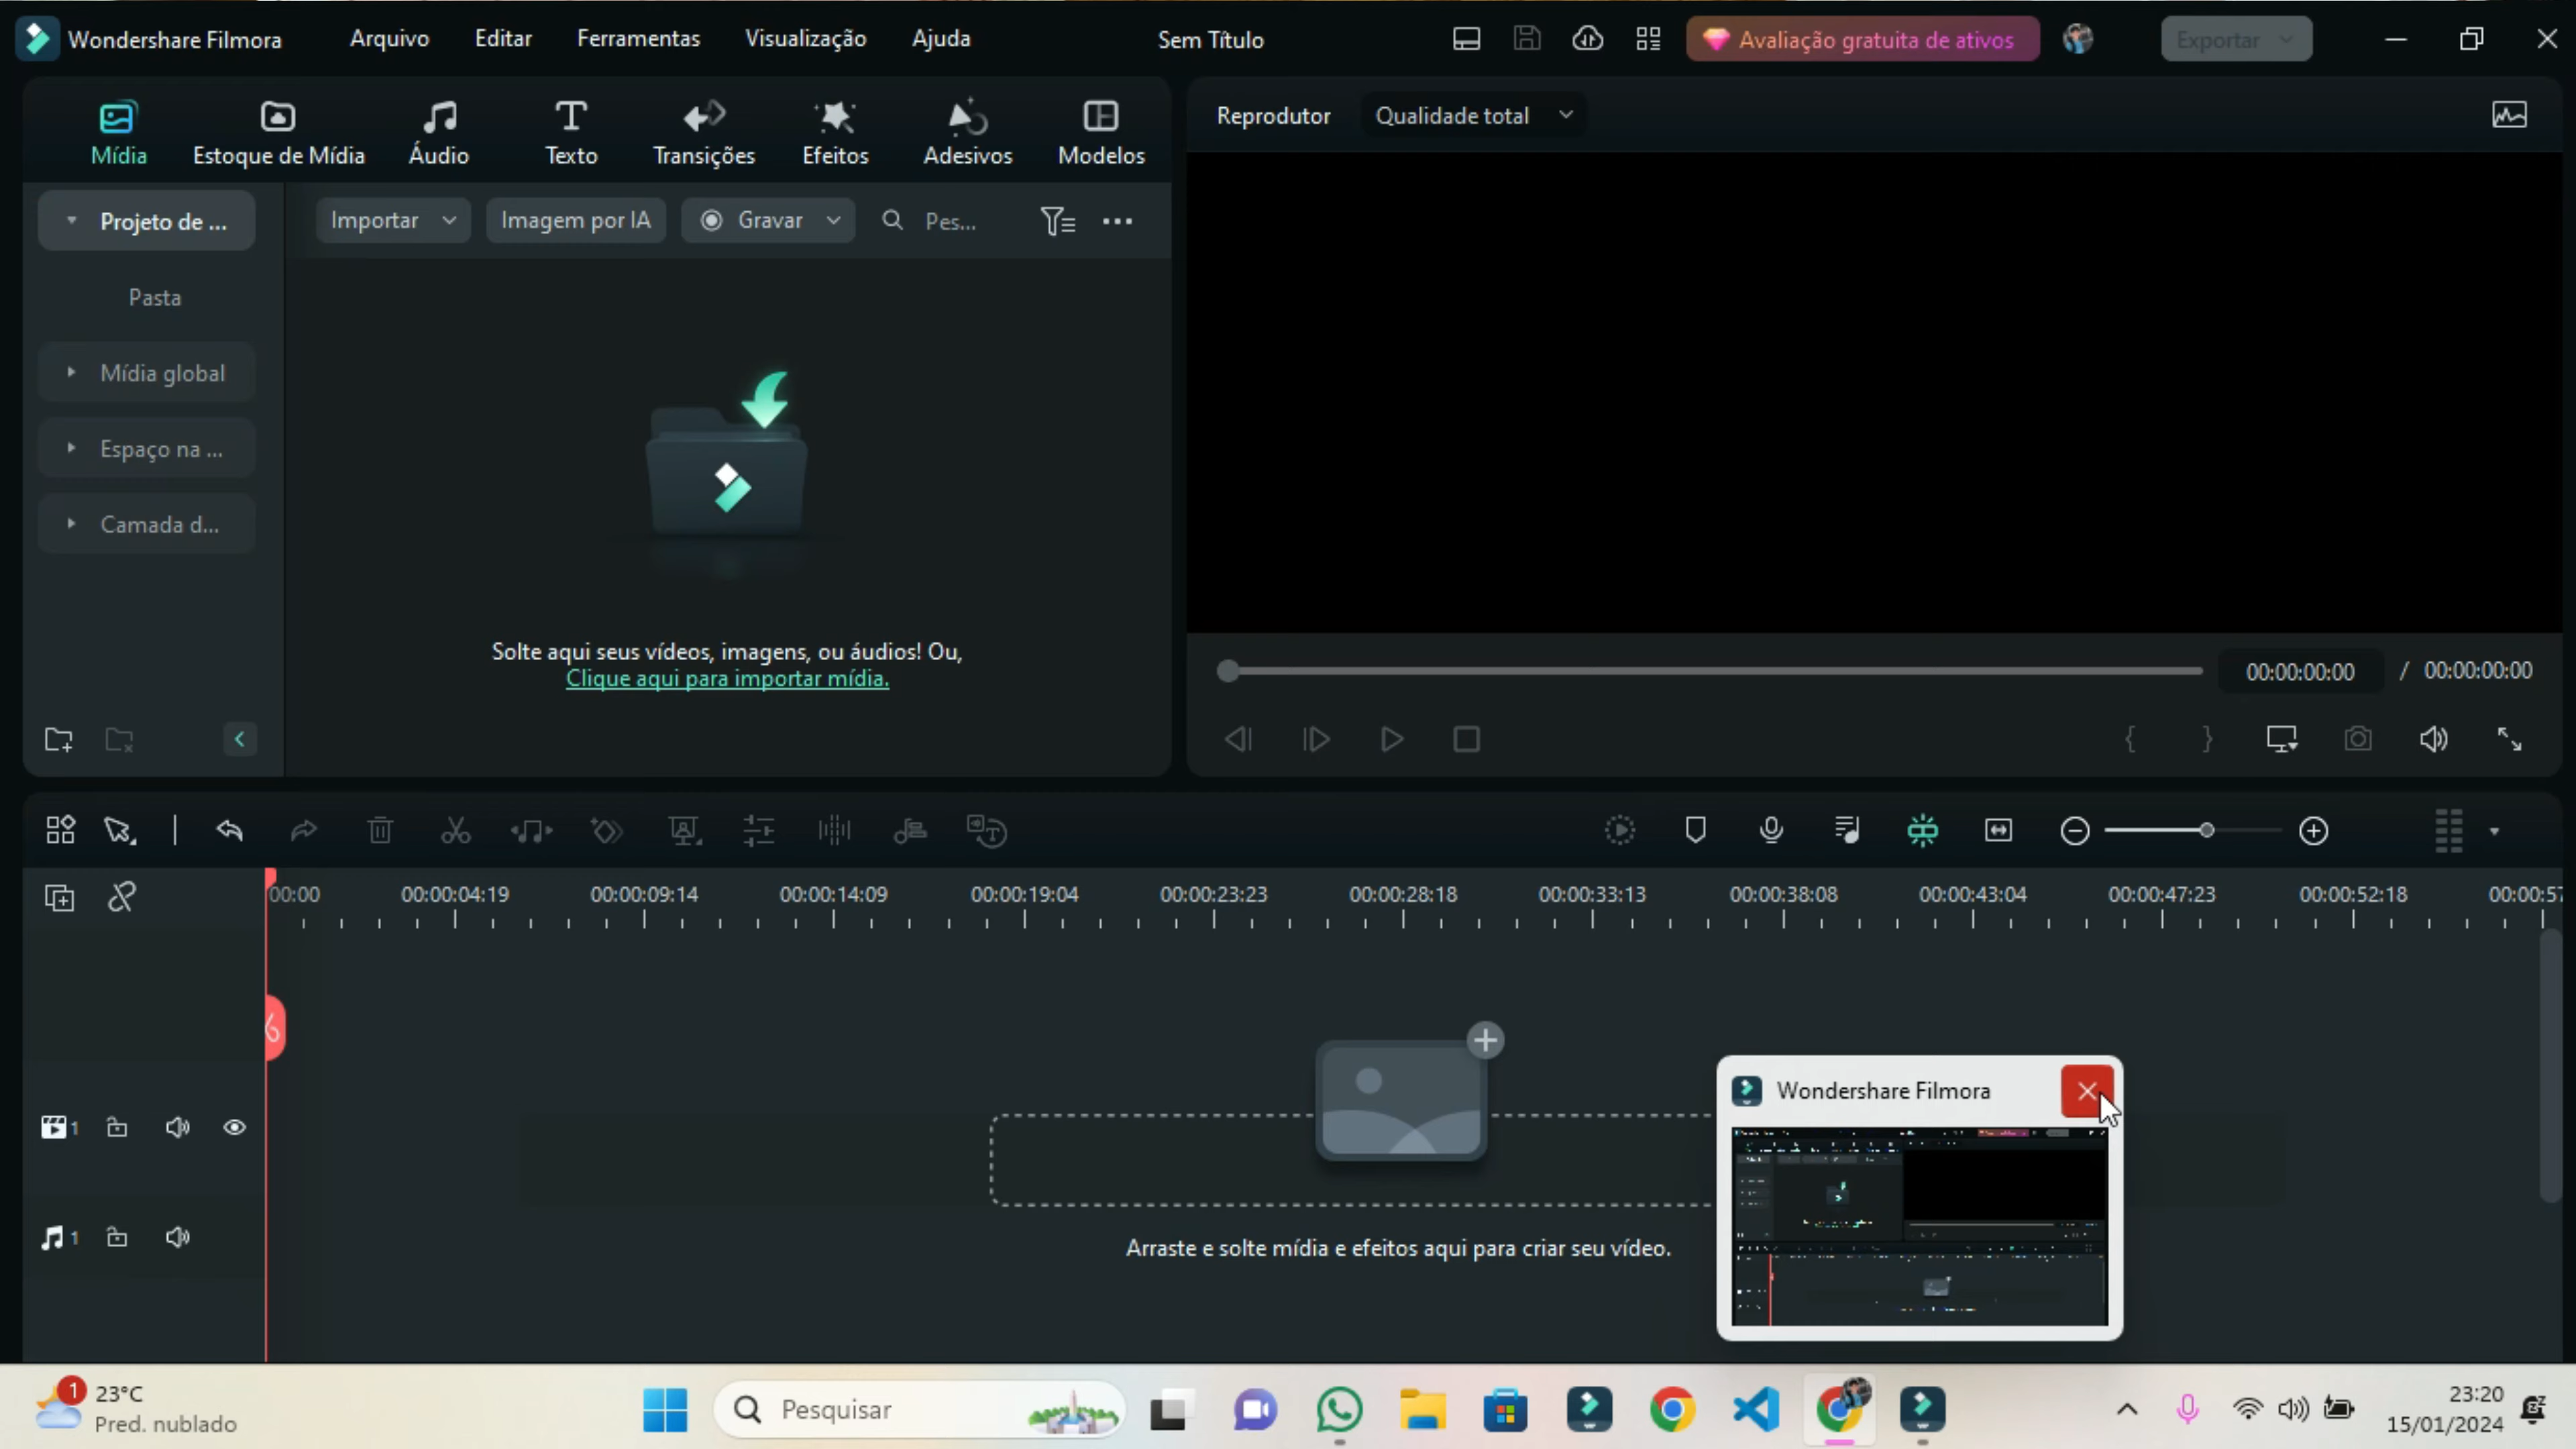 Wondershare Filmora
Arquivo
Editar
Ferramentas
Visualização
Ajuda
Sem Título
Avaliação gratuita de ativos
Exportar
Mídia
Estoque de Mídia
Áudio
Texto
Transições
Efeitos
Adesivos
Modelos
Reprodutor
Qualidade total
Projeto de ...
Importar
Imagem por IA
Gravar
Pes...
Pasta
Mídia global
Espaço na ...
Camada d...
Solte aqui seus vídeos, imagens, ou áudios! Ou,
Clique aqui para importar mídia.
00:00:00:00 / 00:00:00:00
00:00
00:00:04:19
00:00:09:14
00:00:14:09
00:00:19:04
00:00:23:23
00:00:28:18
00:00:33:13
00:00:38:08
00:00:43:04
00:00:47:23
00:00:52:18
00:00:57
1
1
Arraste e solte mídia e efeitos aqui para criar seu vídeo.
Wondershare Filmora
1
23°C
Pred. nublado
Pesquisar
23:20
15/01/2024